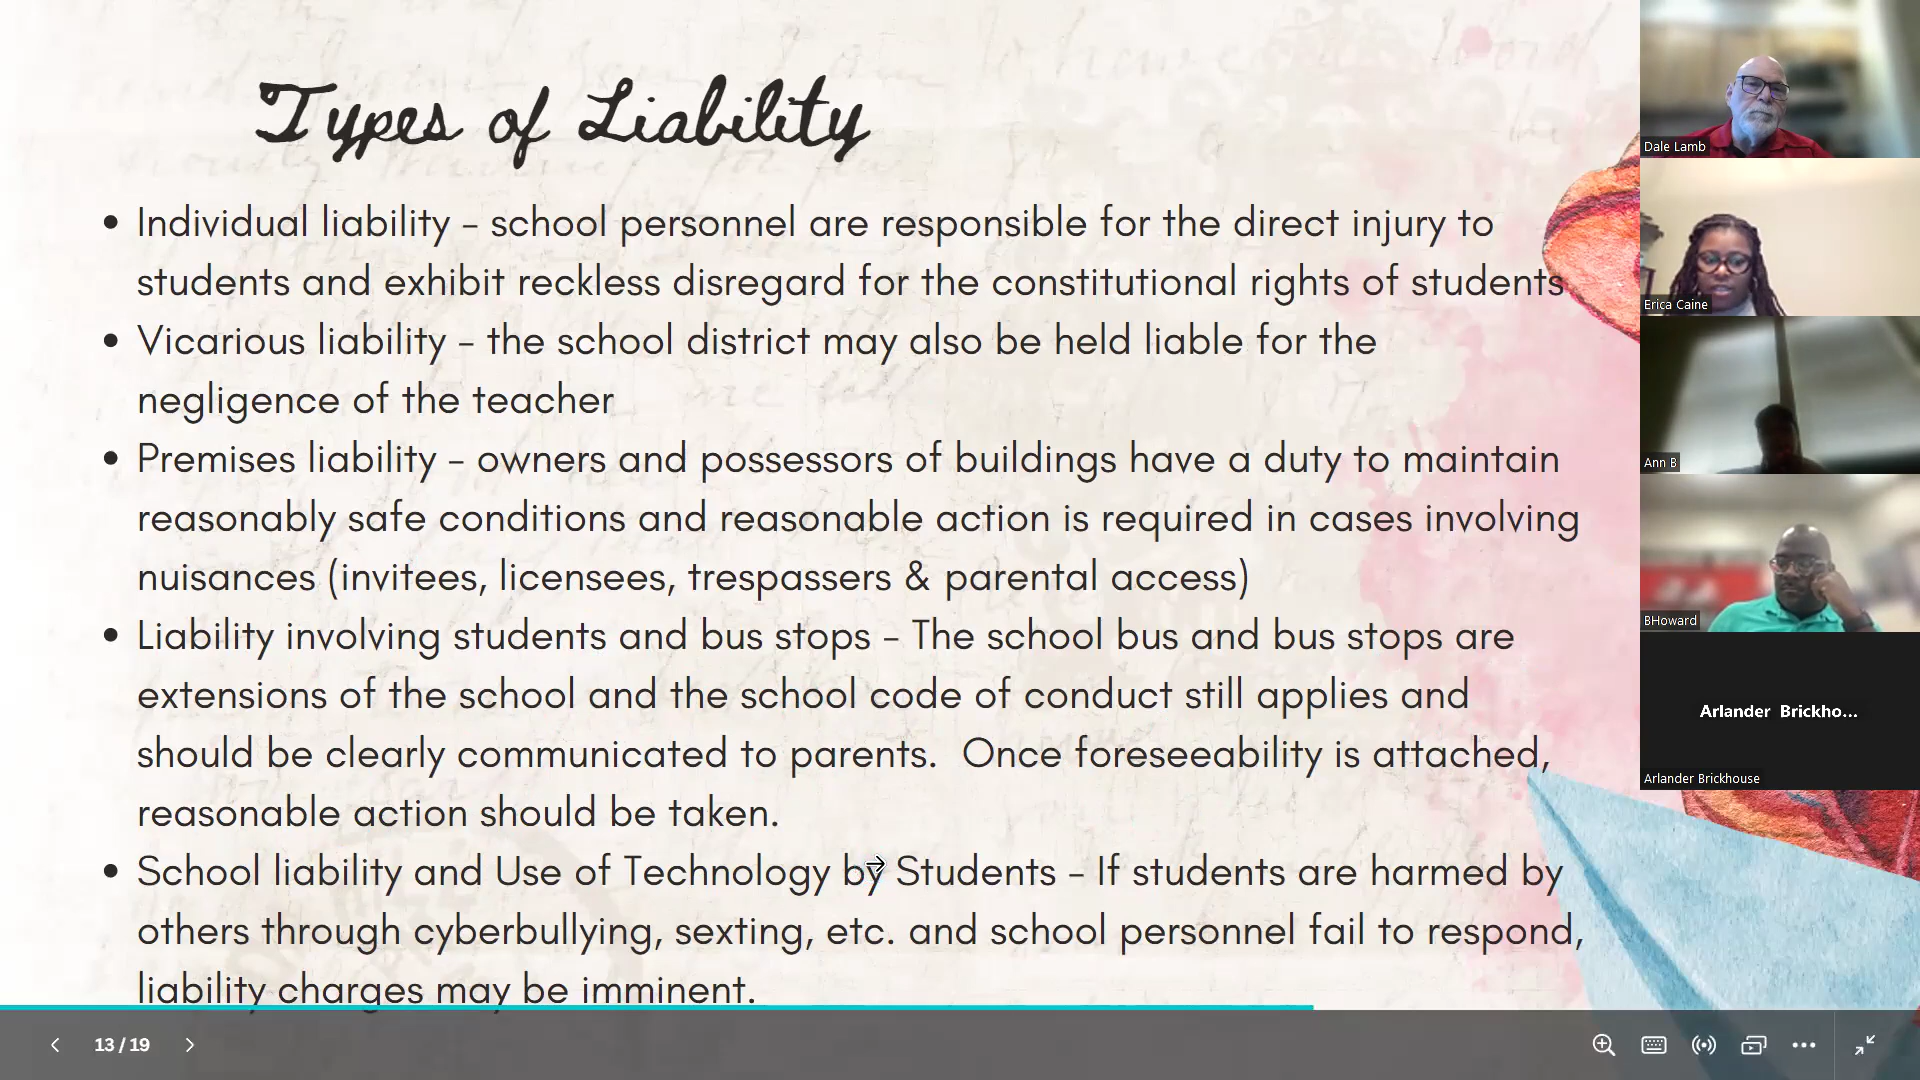 Types of Liability
• Individual liability - school personnel are responsible for the direct injury to
students and exhibit reckless disregard for the constitutional rights of students
• Vicarious liability - the school district may also be held liable for the
negligence of the teacher
• Premises liability - owners and possessors of buildings have a duty to maintain
reasonably safe conditions and reasonable action is required in cases involving
nuisances (invitees, licensees, trespassers & parental access)
• Liability involving students and bus stops - The school bus and bus stops are
extensions of the school and the school code of conduct still applies and
should be clearly communicated to parents.  Once foreseeability is attached,
reasonable action should be taken.
• School liability and Use of Technology by Students - If students are harmed by
others through cyberbullying, sexting, etc. and school personnel fail to respond,
liability charges may be imminent.
13 / 19
Dale Lamb
Erica Caine
Ann B
BHoward
Arlander Brickho...
Arlander Brickhouse